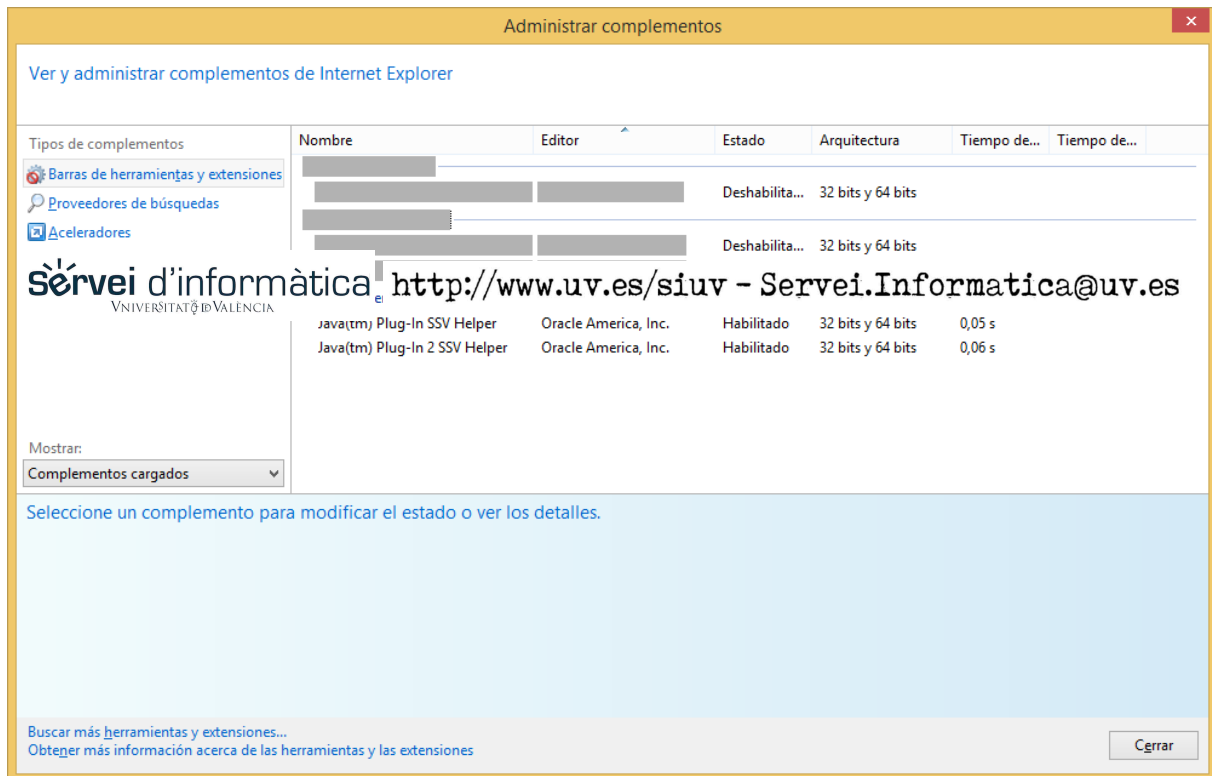 Administrar complementos
Ver y administrar complementos de Internet Explorer
Tipos de complementos
Barras de herramientas y extensiones
Proveedores de búsquedas
Aceleradores
Nombre Editor Estado Arquitectura Tiempo de... Tiempo de...
Deshabilita... 32 bits y 64 bits
Deshabilita... 32 bits y 64 bits
Servei d'informàtica http://www.uv.es/siuv - Servei.Informatica@uv.es
VNIVERSITATÖDVALÈNCIA
Java(tm) Plug-In SSV Helper Oracle America, Inc. Habilitado 32 bits y 64 bits 0,05 s
Java(tm) Plug-In 2 SSV Helper Oracle America, Inc. Habilitado 32 bits y 64 bits 0,06 s
Mostrar:
Complementos cargados
Seleccione un complemento para modificar el estado o ver los detalles.
Buscar más herramientas y extensiones...
Obtener más información acerca de las herramientas y las extensiones
Cerrar